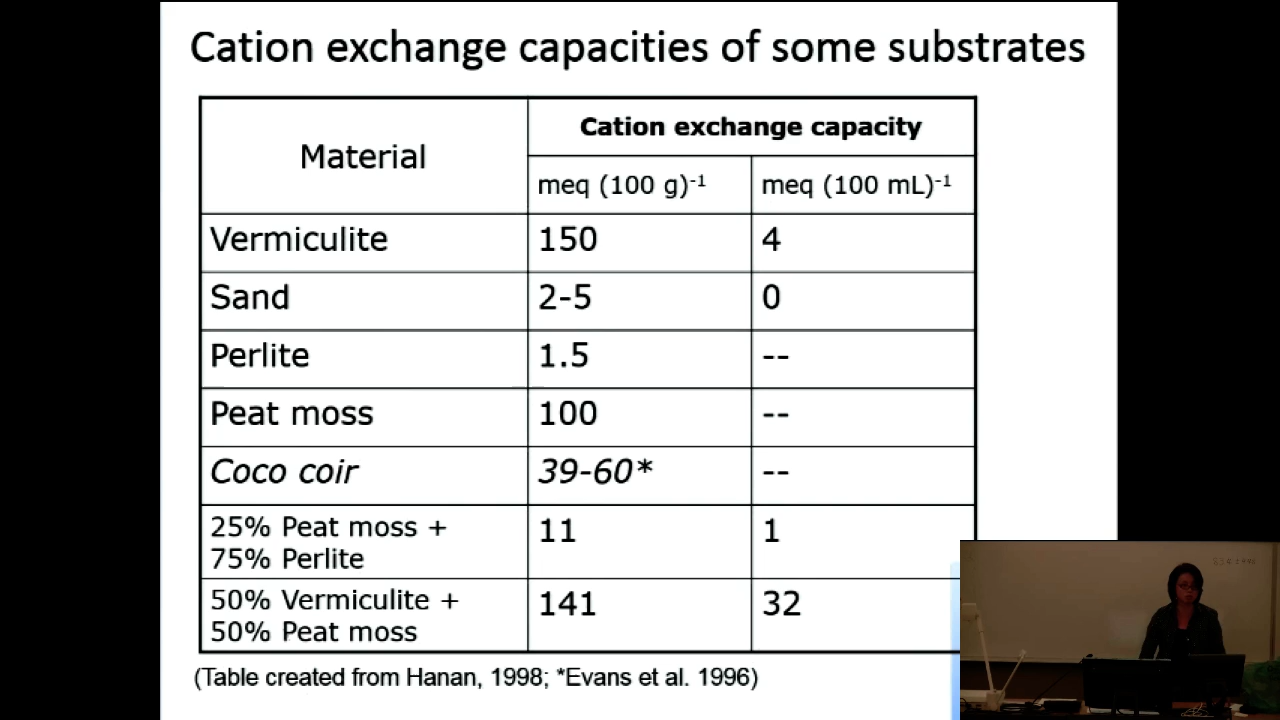 Cation exchange capacities of some substrates
Material
Cation exchange capacity
meq (100 g)⁻¹ meq (100 mL)⁻¹
Vermiculite 150 4
Sand 2-5 0
Perlite 1.5 --
Peat moss 100 --
Coco coir 39-60* --
25% Peat moss + 11 1
75% Perlite
50% Vermiculite + 141 32
50% Peat moss
(Table created from Hanan, 1998; *Evans et al. 1996)